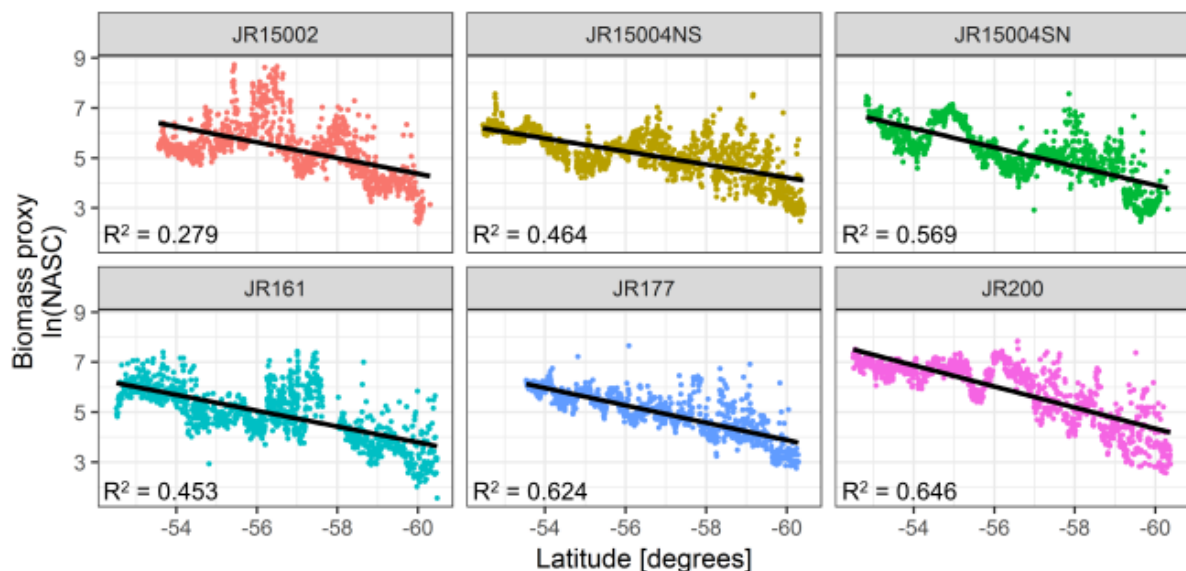 JR15002 JR15004NS JR15004SN
9
7
5
3
R² = 0.279 R² = 0.464 R² = 0.569
JR161 JR177 JR200
9
7
5
3
R² = 0.453 R² = 0.624 R² = 0.646
-54 -56 -58 -60 -54 -56 -58 -60 -54 -56 -58 -60
Latitude [degrees]
Biomass proxy
ln(NASC)